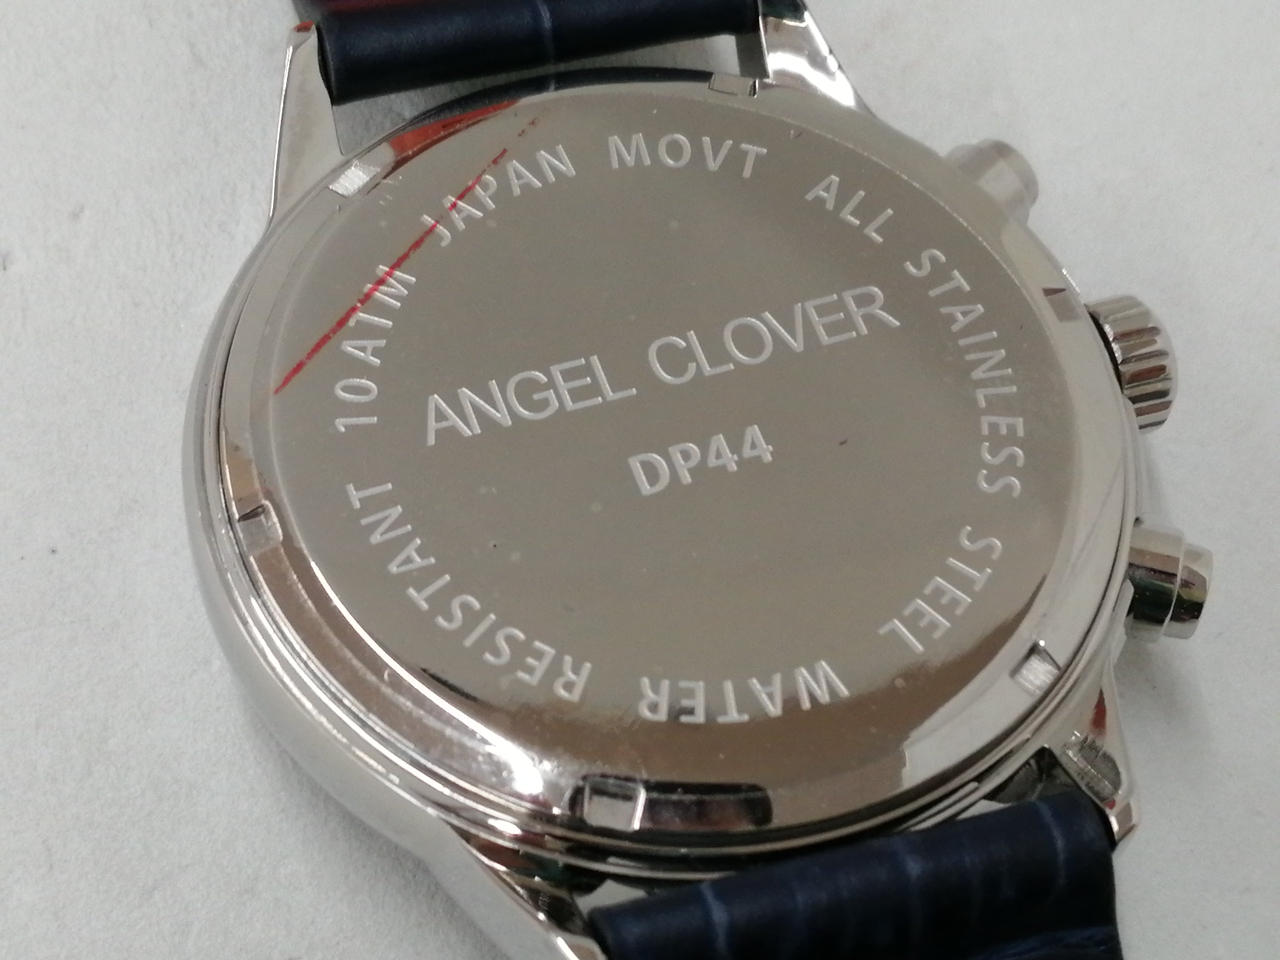 ANGEL CLOVER
DP44
JAPAN MOVT ALL STAINLESS STEEL WATER RESISTANT 10ATM